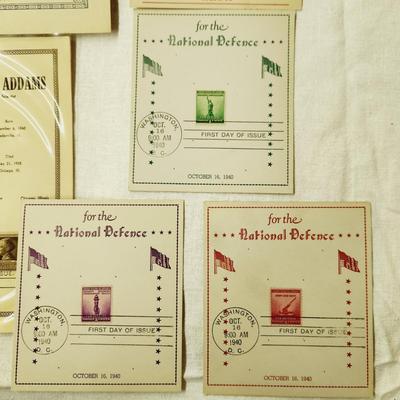 for the
National Defence
WASHINGTON,
OCT.
16
9:00 AM
1940
D. C.
FIRST DAY OF ISSUE
OCTOBER 16, 1940
ADDAMS
Born
Died
for the
National Defence
WASHINGTON,
OCT.
16
9:00 AM
1940
D. C.
FIRST DAY OF ISSUE
OCTOBER 16, 1940
for the
National Defence
WASHINGTON,
OCT.
16
9:00 AM
1940
D. C.
FIRST DAY OF ISSUE
OCTOBER 16, 1940